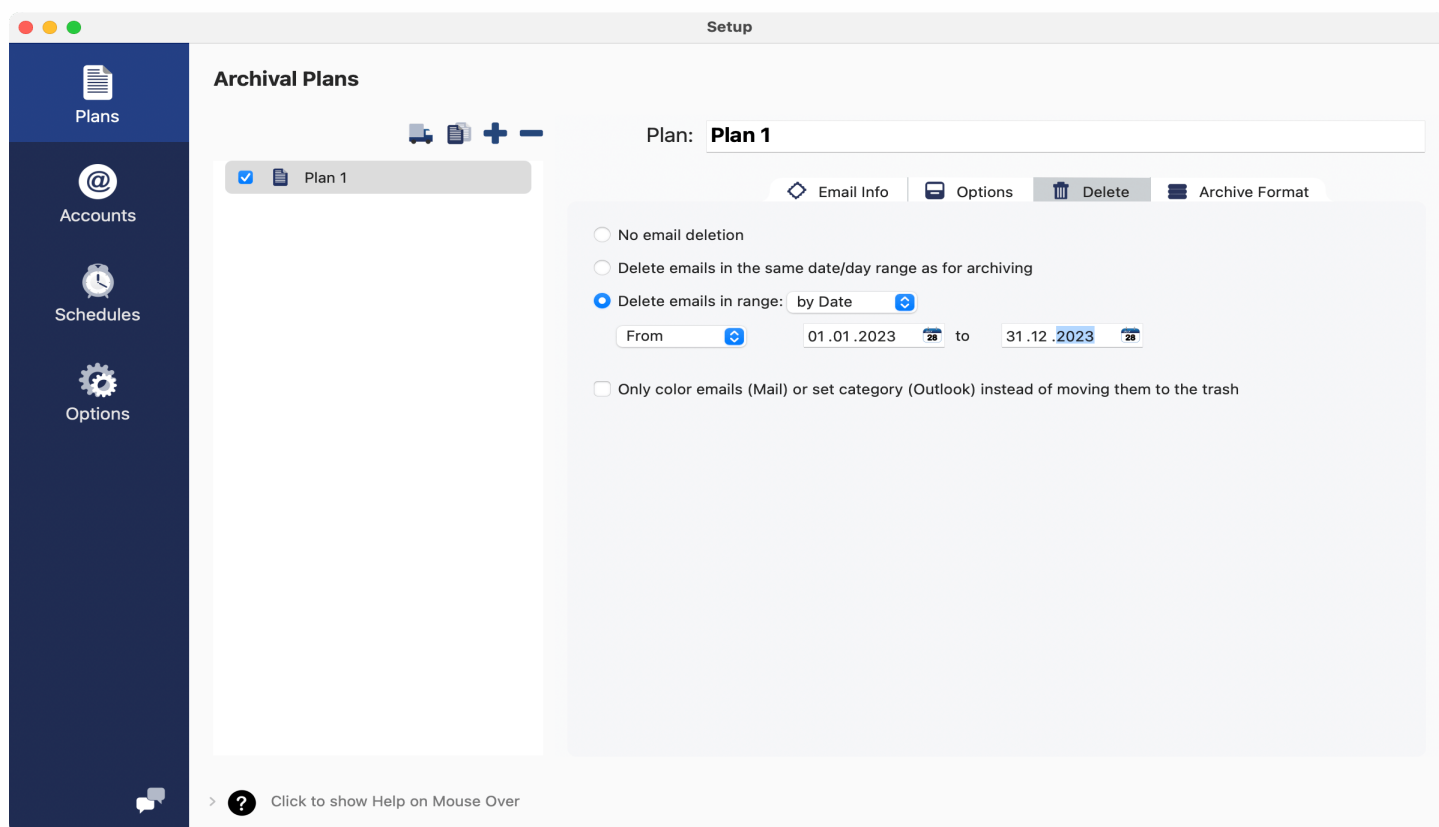 Setup
Plans
Accounts
Schedules
Options
Archival Plans
Plan 1
Plan: Plan 1
Email Info Options Delete Archive Format
No email deletion
Delete emails in the same date/day range as for archiving
Delete emails in range: by Date
From 01.01.2023 28 to 31.12.2023 28
Only color emails (Mail) or set category (Outlook) instead of moving them to the trash
? Click to show Help on Mouse Over